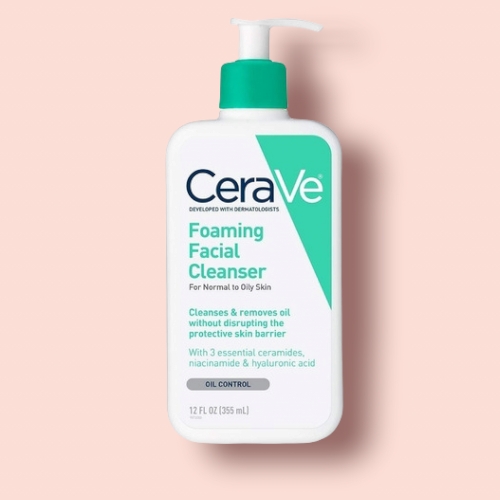 CeraVe®
DEVELOPED WITH DERMATOLOGISTS
Foaming
Facial
Cleanser
For Normal to Oily Skin
Cleanses & removes oil
without disrupting the
protective skin barrier
With 3 essential ceramides,
niacinamide & hyaluronic acid
OIL CONTROL
12 FL OZ (355 mL)